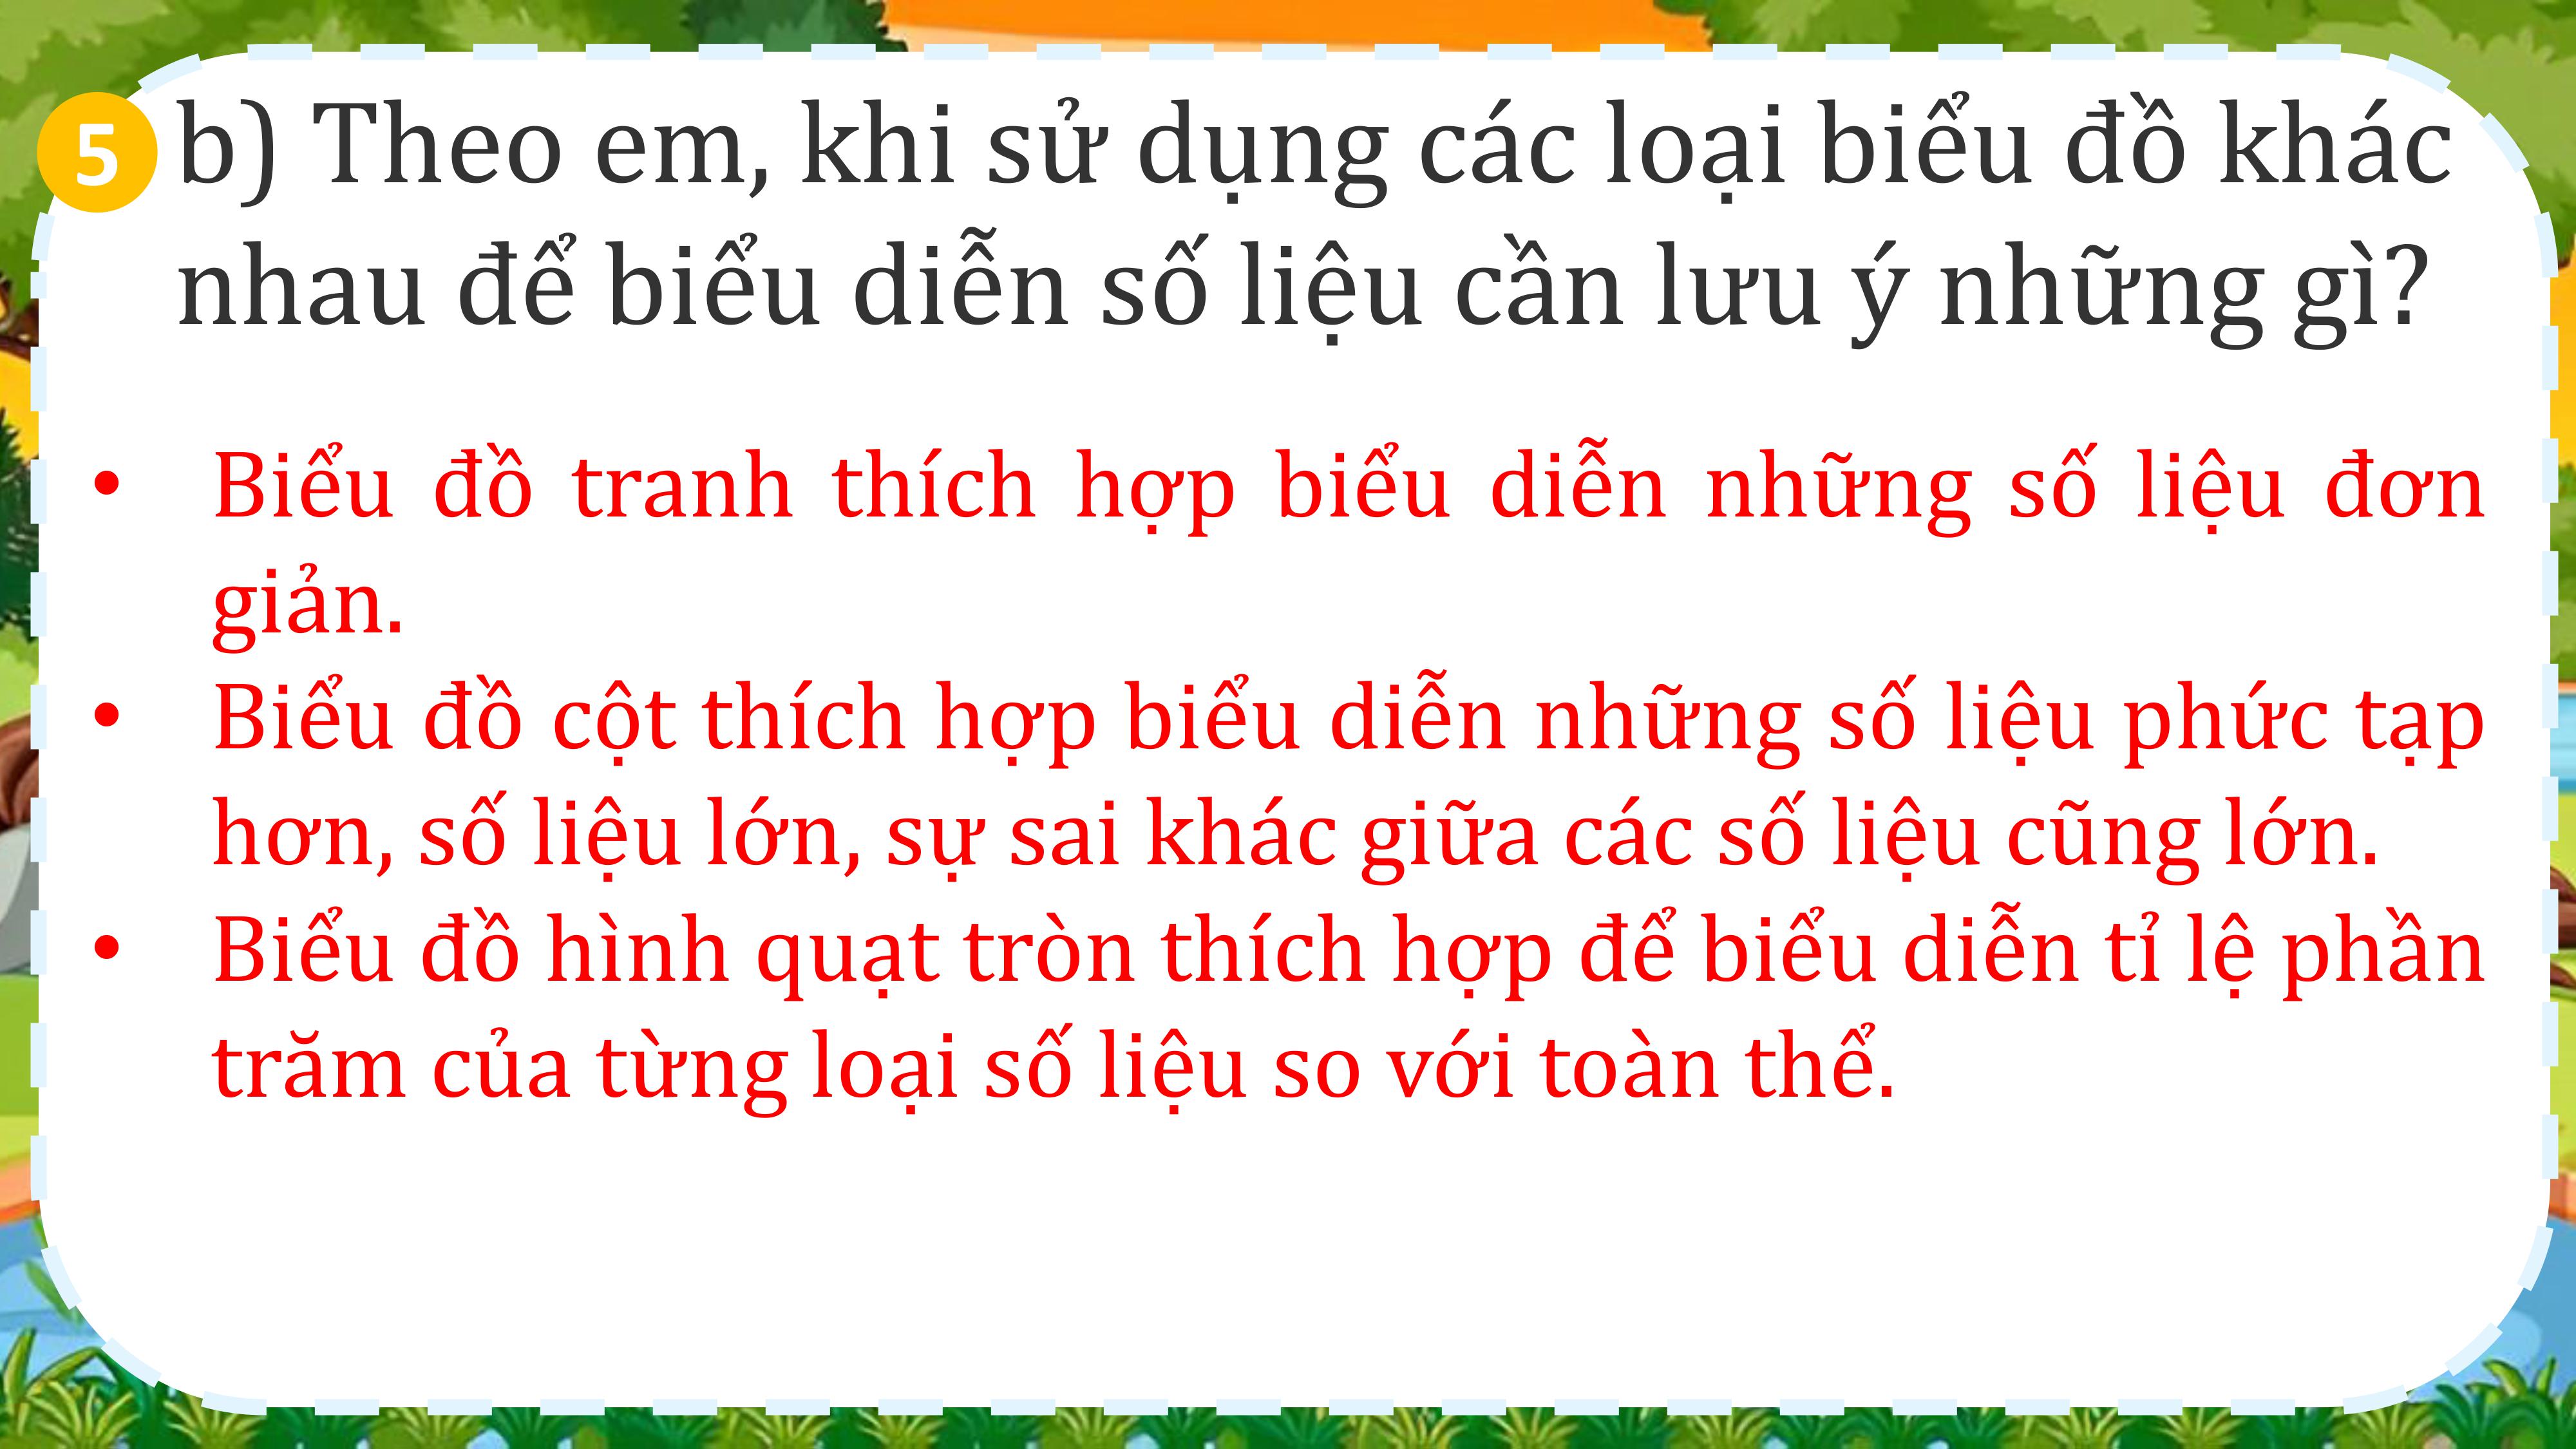 5 b) Theo em, khi sử dụng các loại biểu đồ khác
nhau để biểu diễn số liệu cần lưu ý những gì?
• Biểu đồ tranh thích hợp biểu diễn những số liệu đơn
giản.
• Biểu đồ cột thích hợp biểu diễn những số liệu phức tạp
hơn, số liệu lớn, sự sai khác giữa các số liệu cũng lớn.
• Biểu đồ hình quạt tròn thích hợp để biểu diễn tỉ lệ phần
trăm của từng loại số liệu so với toàn thể.